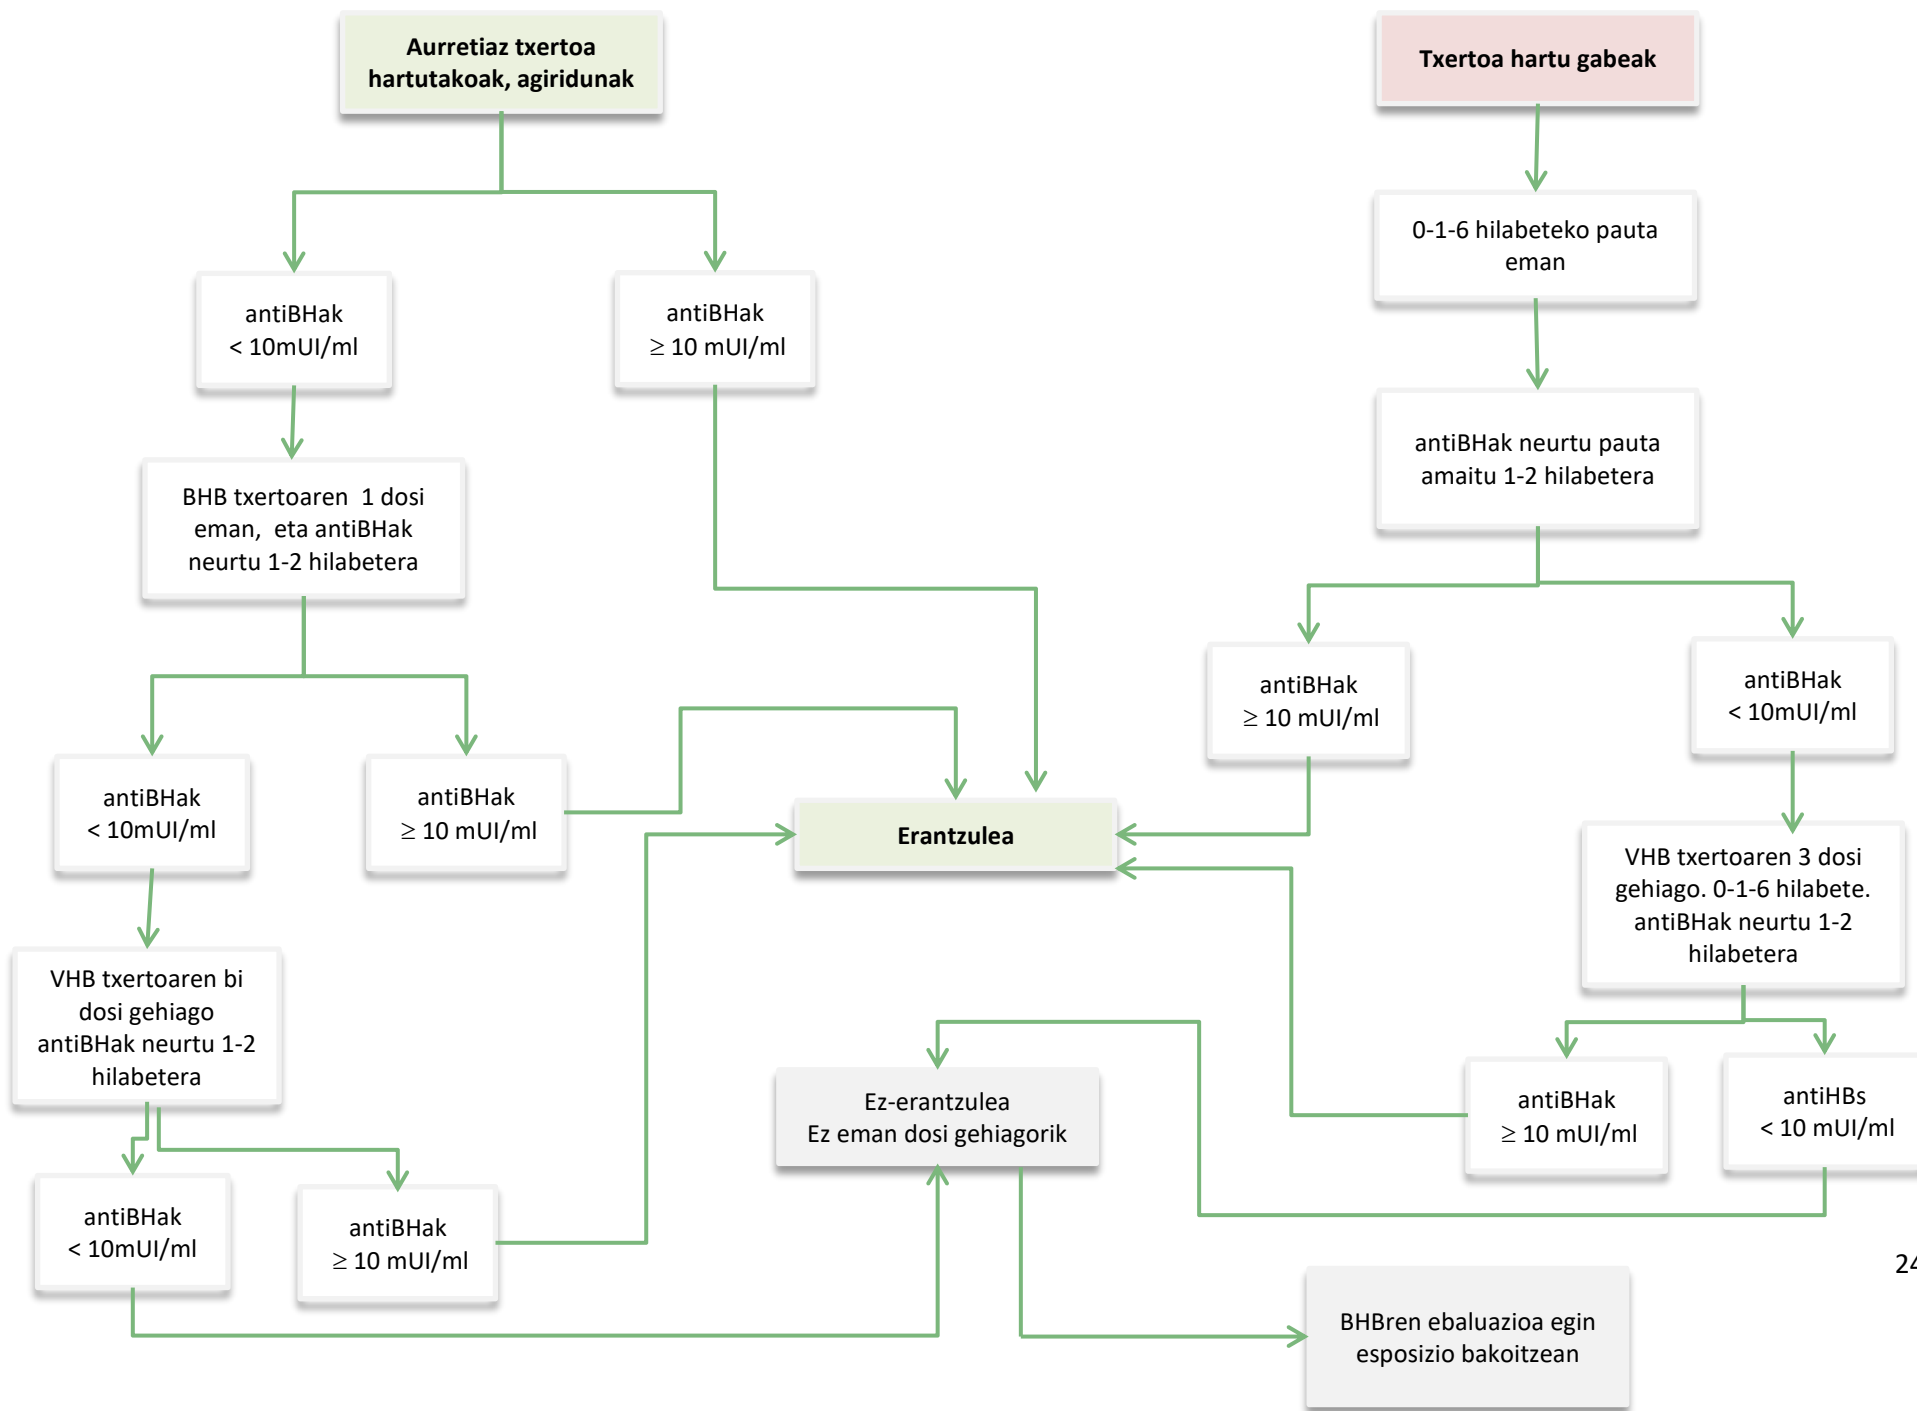 Aurretiaz txertoa
hartutakoak, agiridunak
Txertoa hartu gabeak
0-1-6 hilabeteko pauta
eman
antiBHak
< 10mUI/ml
antiBHak
≥ 10 mUI/ml
antiBHak neurtu pauta
amaitu 1-2 hilabetera
BHB txertoaren 1 dosi
eman, eta antiBHak
neurtu 1-2 hilabetera
antiBHak
≥ 10 mUI/ml
antiBHak
< 10mUI/ml
antiBHak
< 10mUI/ml
antiBHak
≥ 10 mUI/ml
Erantzulea
VHB txertoaren 3 dosi
gehiago. 0-1-6 hilabete.
antiBHak neurtu 1-2
hilabetera
VHB txertoaren bi
dosi gehiago
antiBHak neurtu 1-2
hilabetera
Ez-erantzulea
Ez eman dosi gehiagorik
antiBHak
≥ 10 mUI/ml
antiHBs
< 10 mUI/ml
antiBHak
< 10mUI/ml
antiBHak
≥ 10 mUI/ml
24
BHBren ebaluazioa egin
esposizio bakoitzean